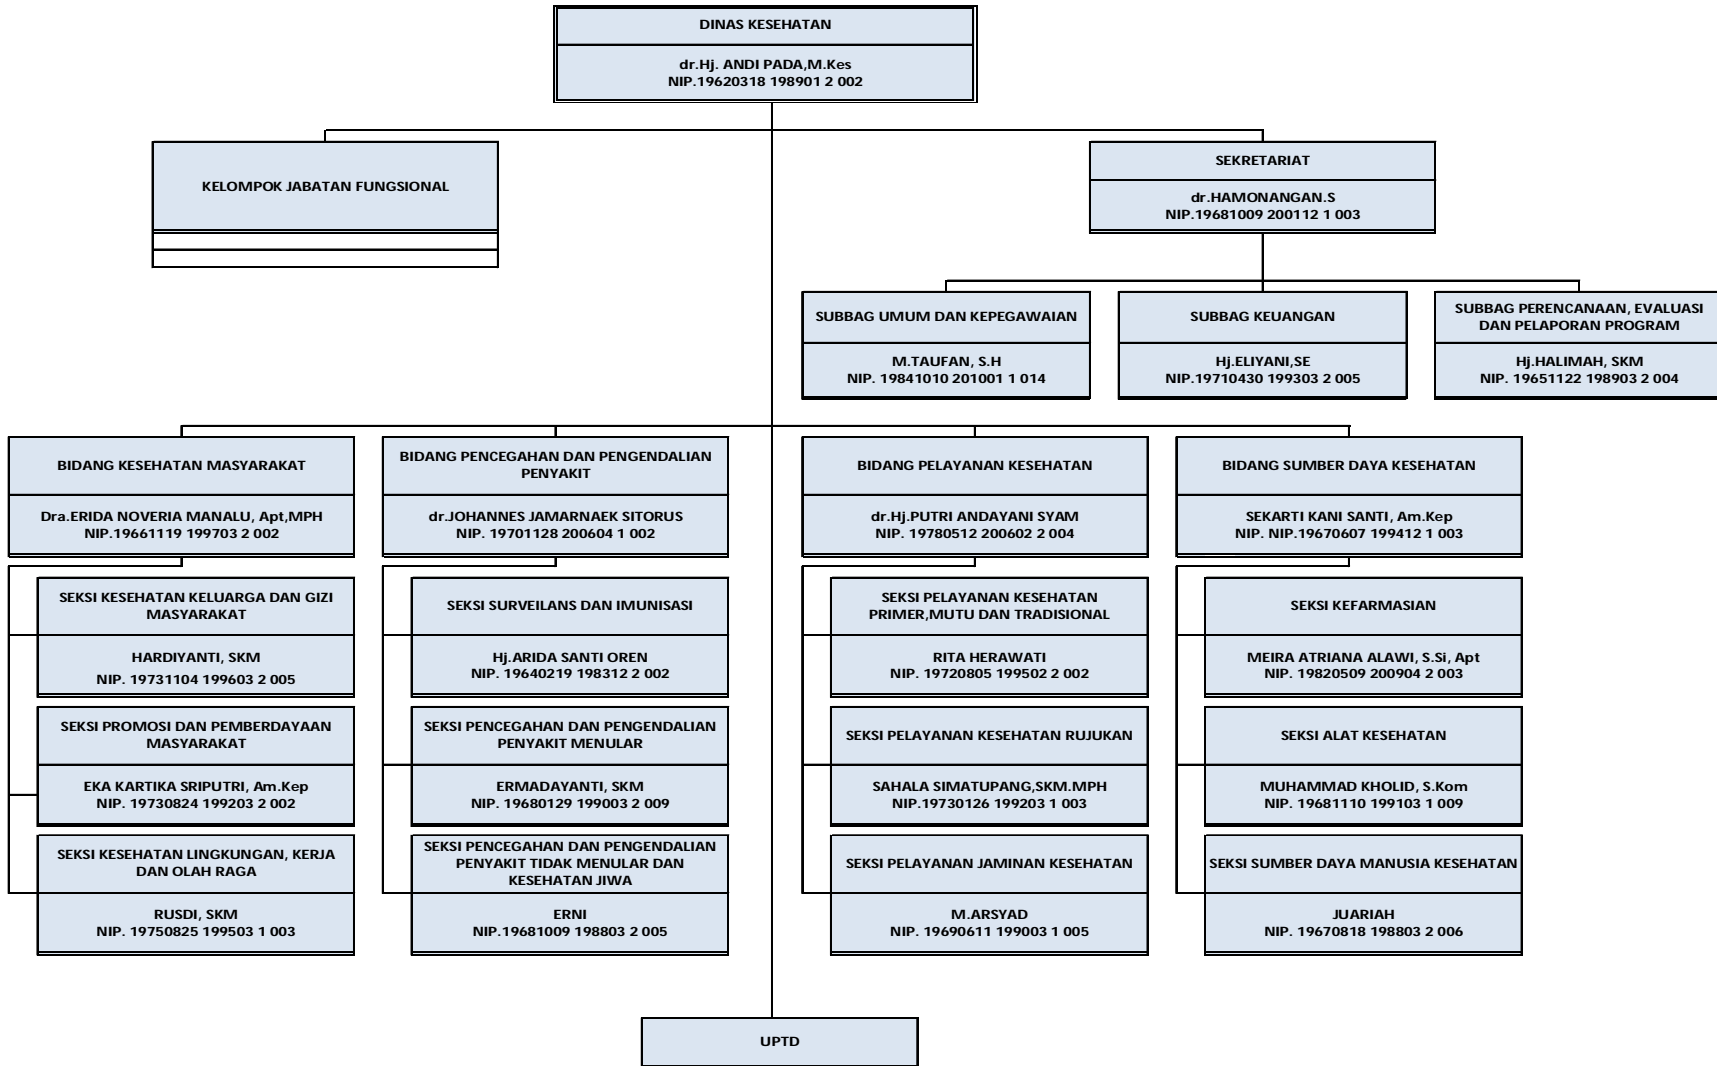 DINAS KESEHATAN
dr.Hj. ANDI PADA,M.Kes
NIP.19620318 198901 2 002
KELOMPOK JABATAN FUNGSIONAL
SEKRETARIAT
dr.HAMONANGAN.S
NIP.19681009 200112 1 003
SUBBAG UMUM DAN KEPEGAWAIAN
M.TAUFAN, S.H
NIP. 19841010 201001 1 014
SUBBAG KEUANGAN
Hj.ELIYANI,SE
NIP.19710430 199303 2 005
SUBBAG PERENCANAAN, EVALUASI
DAN PELAPORAN PROGRAM
Hj.HALIMAH, SKM
NIP. 19651122 198903 2 004
BIDANG KESEHATAN MASYARAKAT
Dra.ERIDA NOVERIA MANALU, Apt,MPH
NIP.19661119 199703 2 002
SEKSI KESEHATAN KELUARGA DAN GIZI
MASYARAKAT
HARDIYANTI, SKM
NIP. 19731104 199603 2 005
SEKSI PROMOSI DAN PEMBERDAYAAN
MASYARAKAT
EKA KARTIKA SRIPUTRI, Am.Kep
NIP. 19730824 199203 2 002
SEKSI KESEHATAN LINGKUNGAN, KERJA
DAN OLAH RAGA
RUSDI, SKM
NIP. 19750825 199503 1 003
BIDANG PENCEGAHAN DAN PENGENDALIAN
PENYAKIT
dr.JOHANNES JAMARNAEK SITORUS
NIP. 19701128 200604 1 002
SEKSI SURVEILANS DAN IMUNISASI
Hj.ARIDA SANTI OREN
NIP. 19640219 198312 2 002
SEKSI PENCEGAHAN DAN PENGENDALIAN
PENYAKIT MENULAR
ERMADAYANTI, SKM
NIP. 19680129 199003 2 009
SEKSI PENCEGAHAN DAN PENGENDALIAN
PENYAKIT TIDAK MENULAR DAN
KESEHATAN JIWA
ERNI
NIP.19681009 198803 2 005
BIDANG PELAYANAN KESEHATAN
dr.Hj.PUTRI ANDAYANI SYAM
NIP. 19780512 200602 2 004
SEKSI PELAYANAN KESEHATAN
PRIMER,MUTU DAN TRADISIONAL
RITA HERAWATI
NIP. 19720805 199502 2 002
SEKSI PELAYANAN KESEHATAN RUJUKAN
SAHALA SIMATUPANG,SKM.MPH
NIP.19730126 199203 1 003
SEKSI PELAYANAN JAMINAN KESEHATAN
M.ARSYAD
NIP. 19690611 199003 1 005
BIDANG SUMBER DAYA KESEHATAN
SEKARTI KANI SANTI, Am.Kep
NIP. NIP.19670607 199412 1 003
SEKSI KEFARMASIAN
MEIRA ATRIANA ALAWI, S.Si, Apt
NIP. 19820509 200904 2 003
SEKSI ALAT KESEHATAN
MUHAMMAD KHOLID, S.Kom
NIP. 19681110 199103 1 009
SEKSI SUMBER DAYA MANUSIA KESEHATAN
JUARIAH
NIP. 19670818 198803 2 006
UPTD